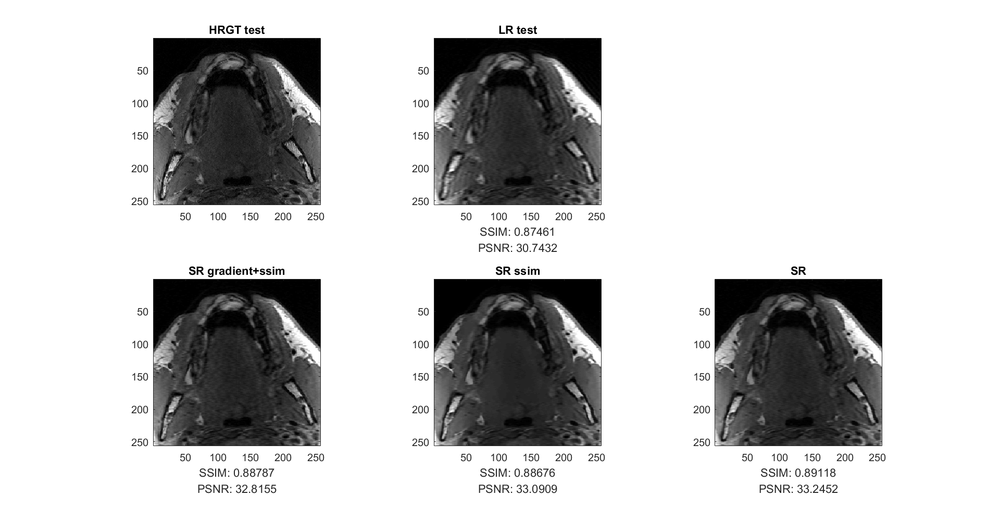 HRGT test
50
100
150
200
250
50 100 150 200 250
LR test
50
100
150
200
250
50 100 150 200 250
SSIM: 0.87461
PSNR: 30.7432
SR gradient+ssim
50
100
150
200
250
50 100 150 200 250
SSIM: 0.88787
PSNR: 32.8155
SR ssim
50
100
150
200
250
50 100 150 200 250
SSIM: 0.88676
PSNR: 33.0909
SR
50
100
150
200
250
50 100 150 200 250
SSIM: 0.89118
PSNR: 33.2452